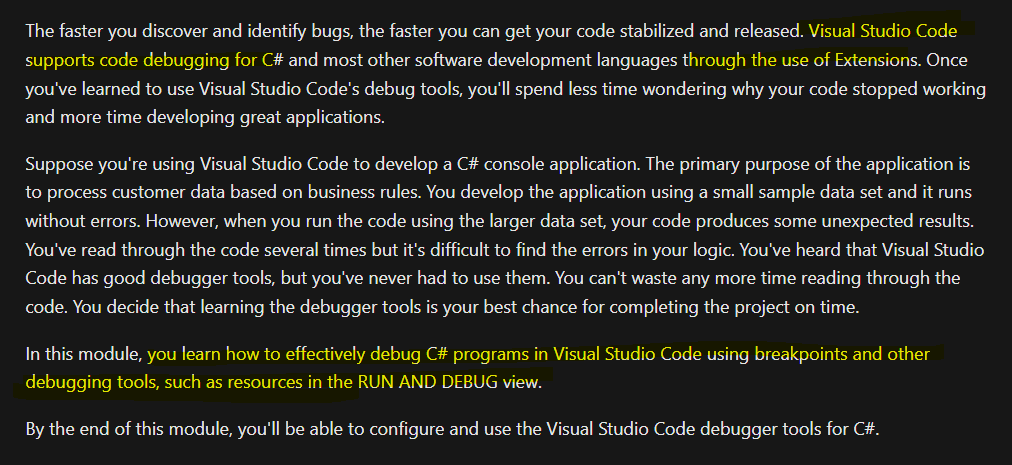 The faster you discover and identify bugs, the faster you can get your code stabilized and released. Visual Studio Code
supports code debugging for C# and most other software development languages through the use of Extensions. Once
you've learned to use Visual Studio Code's debug tools, you'll spend less time wondering why your code stopped working
and more time developing great applications.
Suppose you're using Visual Studio Code to develop a C# console application. The primary purpose of the application is
to process customer data based on business rules. You develop the application using a small sample data set and it runs
without errors. However, when you run the code using the larger data set, your code produces some unexpected results.
You've read through the code several times but it's difficult to find the errors in your logic. You've heard that Visual Studio
Code has good debugger tools, but you've never had to use them. You can't waste any more time reading through the
code. You decide that learning the debugger tools is your best chance for completing the project on time.
In this module, you learn how to effectively debug C# programs in Visual Studio Code using breakpoints and other
debugging tools, such as resources in the RUN AND DEBUG view.
By the end of this module, you'll be able to configure and use the Visual Studio Code debugger tools for C#.